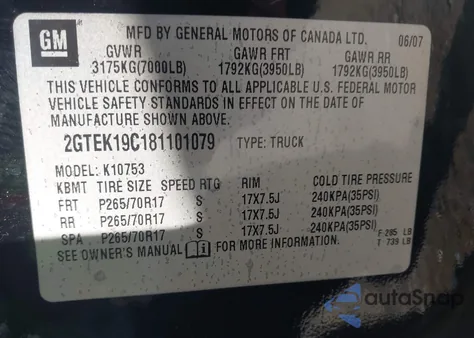 GM
MFD BY GENERAL MOTORS OF CANADA LTD. 06/07
GVWR GAWR FRT GAWR RR
3175KG(7000LB) 1792KG(3950LB) 1792KG(3950LB)
THIS VEHICLE CONFORMS TO ALL APPLICABLE U.S. FEDERAL MOTOR
VEHICLE SAFETY STANDARDS IN EFFECT ON THE DATE OF
MANUFACTURE SHOWN ABOVE.
2GTEK19C181101079 TYPE: TRUCK
MODEL: K10753
KBMT TIRE SIZE SPEED RTG RIM COLD TIRE PRESSURE
FRT P265/70R17 S 17X7.5J 240KPA(35PSI)
RR P265/70R17 S 17X7.5J 240KPA(35PSI)
SPA P265/70R17 S 17X7.5J 240KPA(35PSI)
SEE OWNER'S MANUAL FOR MORE INFORMATION.
F 285 LB
T 739 LB
autoSnap